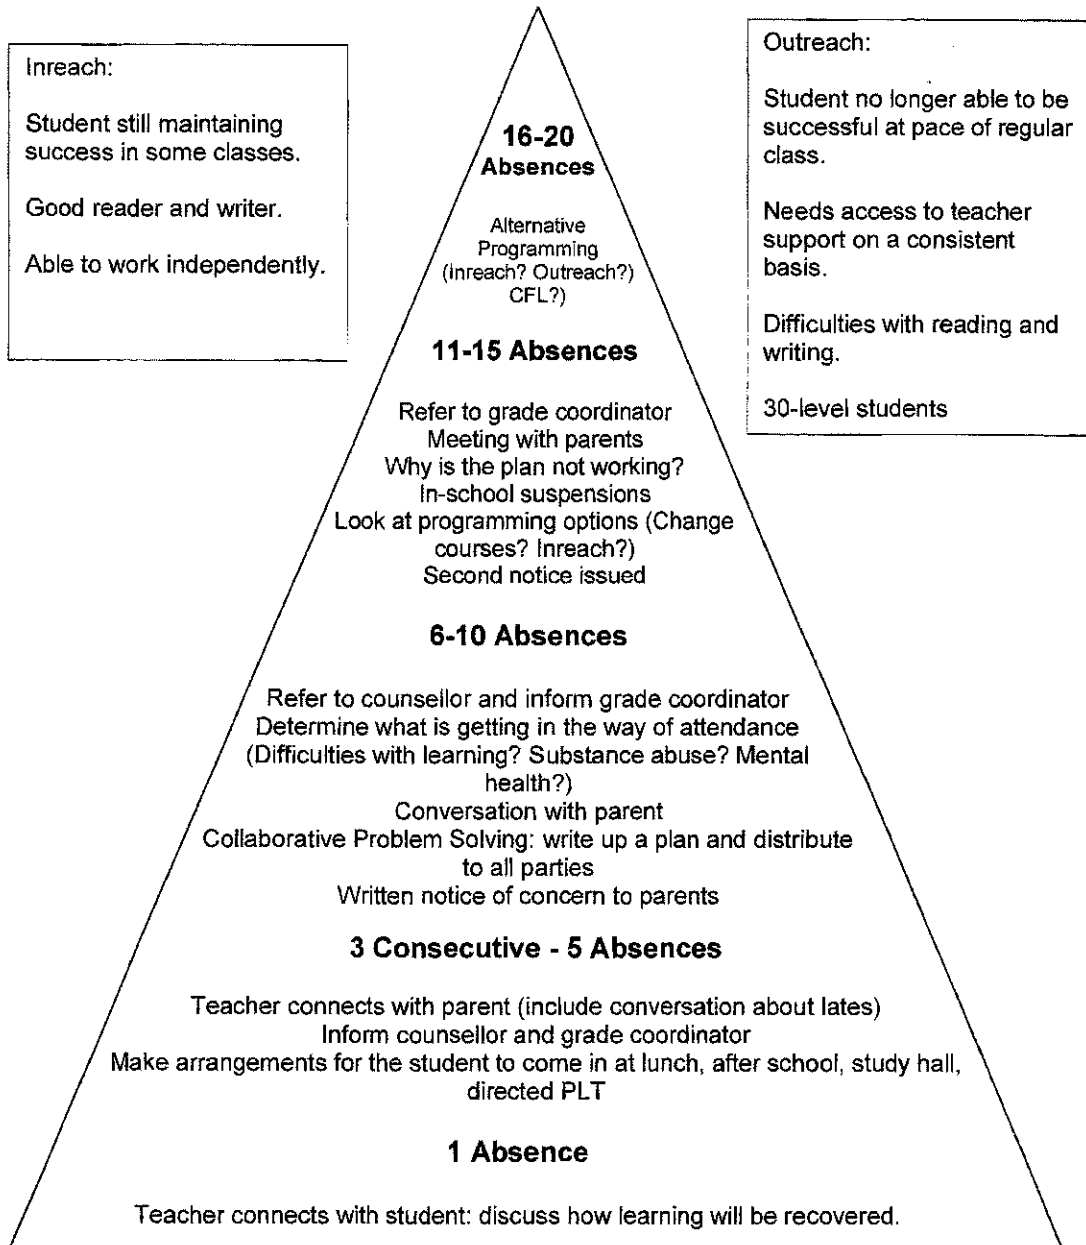 Inreach:
Student still maintaining
success in some classes.
Good reader and writer.
Able to work independently.
Outreach:
Student no longer able to be
successful at pace of regular
class.
Needs access to teacher
support on a consistent
basis.
Difficulties with reading and
writing.
30-level students
16-20
Absences
Alternative
Programming
(Inreach? Outreach?)
CFL?)
11-15 Absences
Refer to grade coordinator
Meeting with parents
Why is the plan not working?
In-school suspensions
Look at programming options (Change
courses? Inreach?)
Second notice issued
6-10 Absences
Refer to counsellor and inform grade coordinator
Determine what is getting in the way of attendance
(Difficulties with learning? Substance abuse? Mental
health?)
Conversation with parent
Collaborative Problem Solving: write up a plan and distribute
to all parties
Written notice of concern to parents
3 Consecutive - 5 Absences
Teacher connects with parent (include conversation about lates)
Inform counsellor and grade coordinator
Make arrangements for the student to come in at lunch, after school, study hall,
directed PLT
1 Absence
Teacher connects with student: discuss how learning will be recovered.